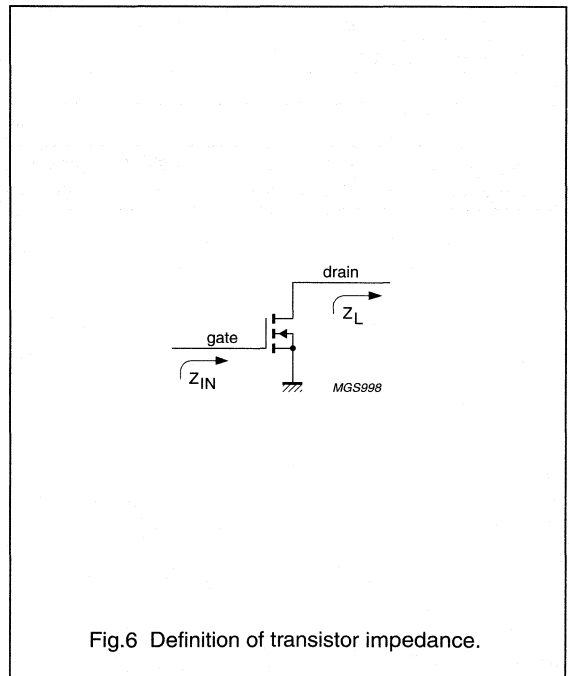 drain
Z_L
gate
Z_IN
MGS998
Fig.6 Definition of transistor impedance.